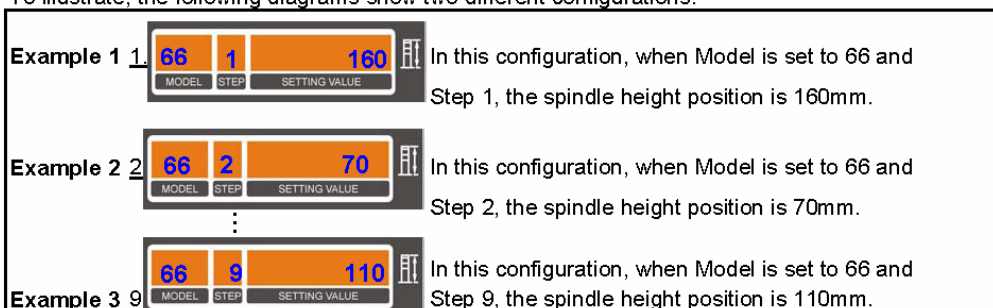 To illustrate, the following diagrams show two different configurations:
Example 1 1. 66 1 160 In this configuration, when Model is set to 66 and
MODEL STEP SETTING VALUE
Step 1, the spindle height position is 160mm.
Example 2 2 66 2 70 In this configuration, when Model is set to 66 and
MODEL STEP SETTING VALUE
Step 2, the spindle height position is 70mm.
66 9 110 In this configuration, when Model is set to 66 and
Example 3 9 MODEL STEP SETTING VALUE Step 9, the spindle height position is 110mm.